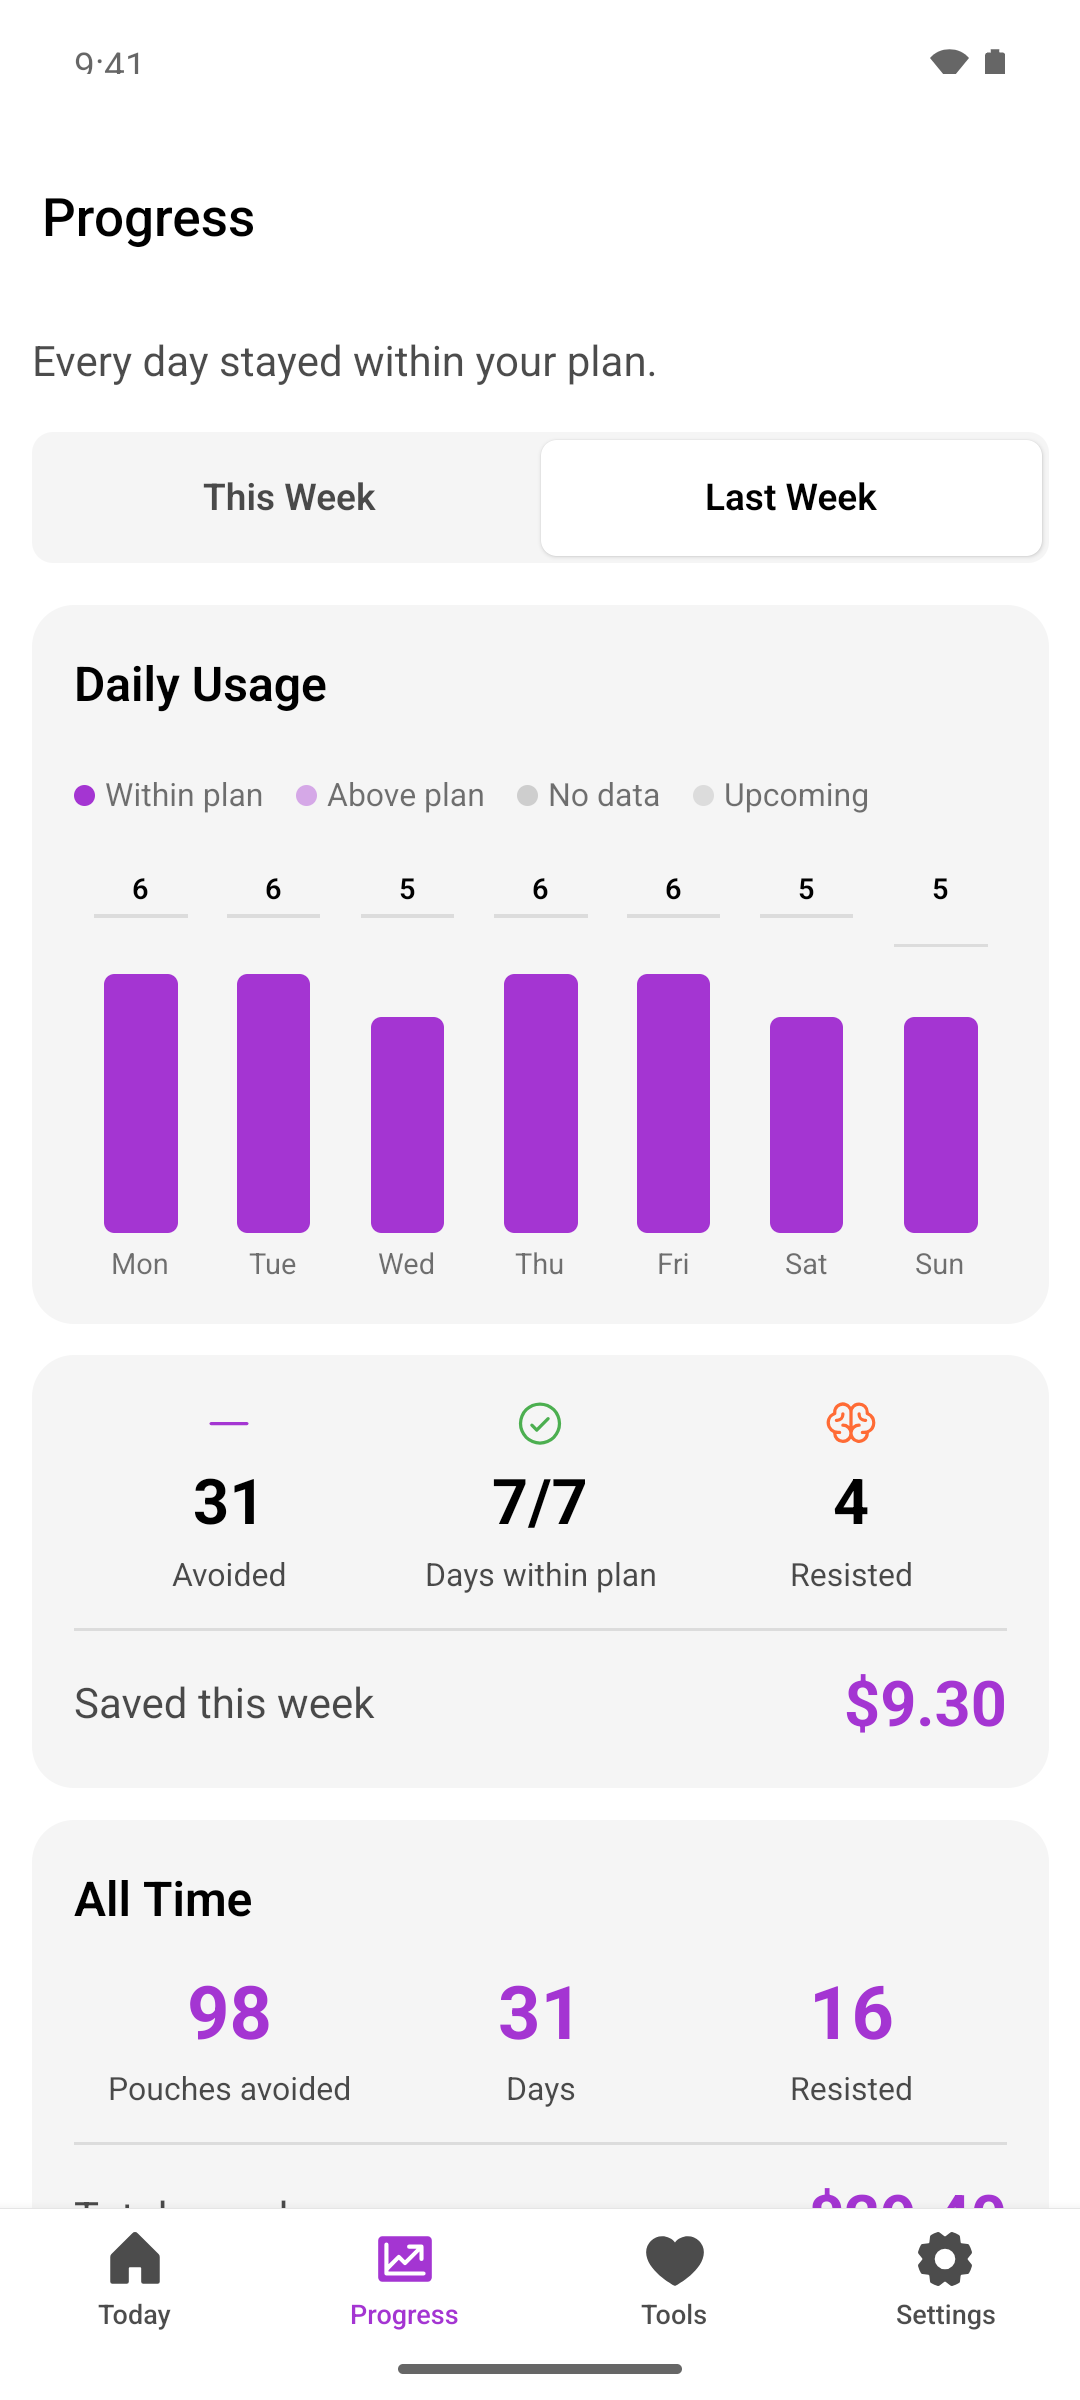 9:41
Progress
Every day stayed within your plan.
This Week Last Week
Daily Usage
Within plan Above plan No data Upcoming
6 6 5 6 6 5 5
Mon Tue Wed Thu Fri Sat Sun
31 7/7 4
Avoided Days within plan Resisted
Saved this week $9.30
All Time
98 31 16
Pouches avoided Days Resisted
Today Progress Tools Settings